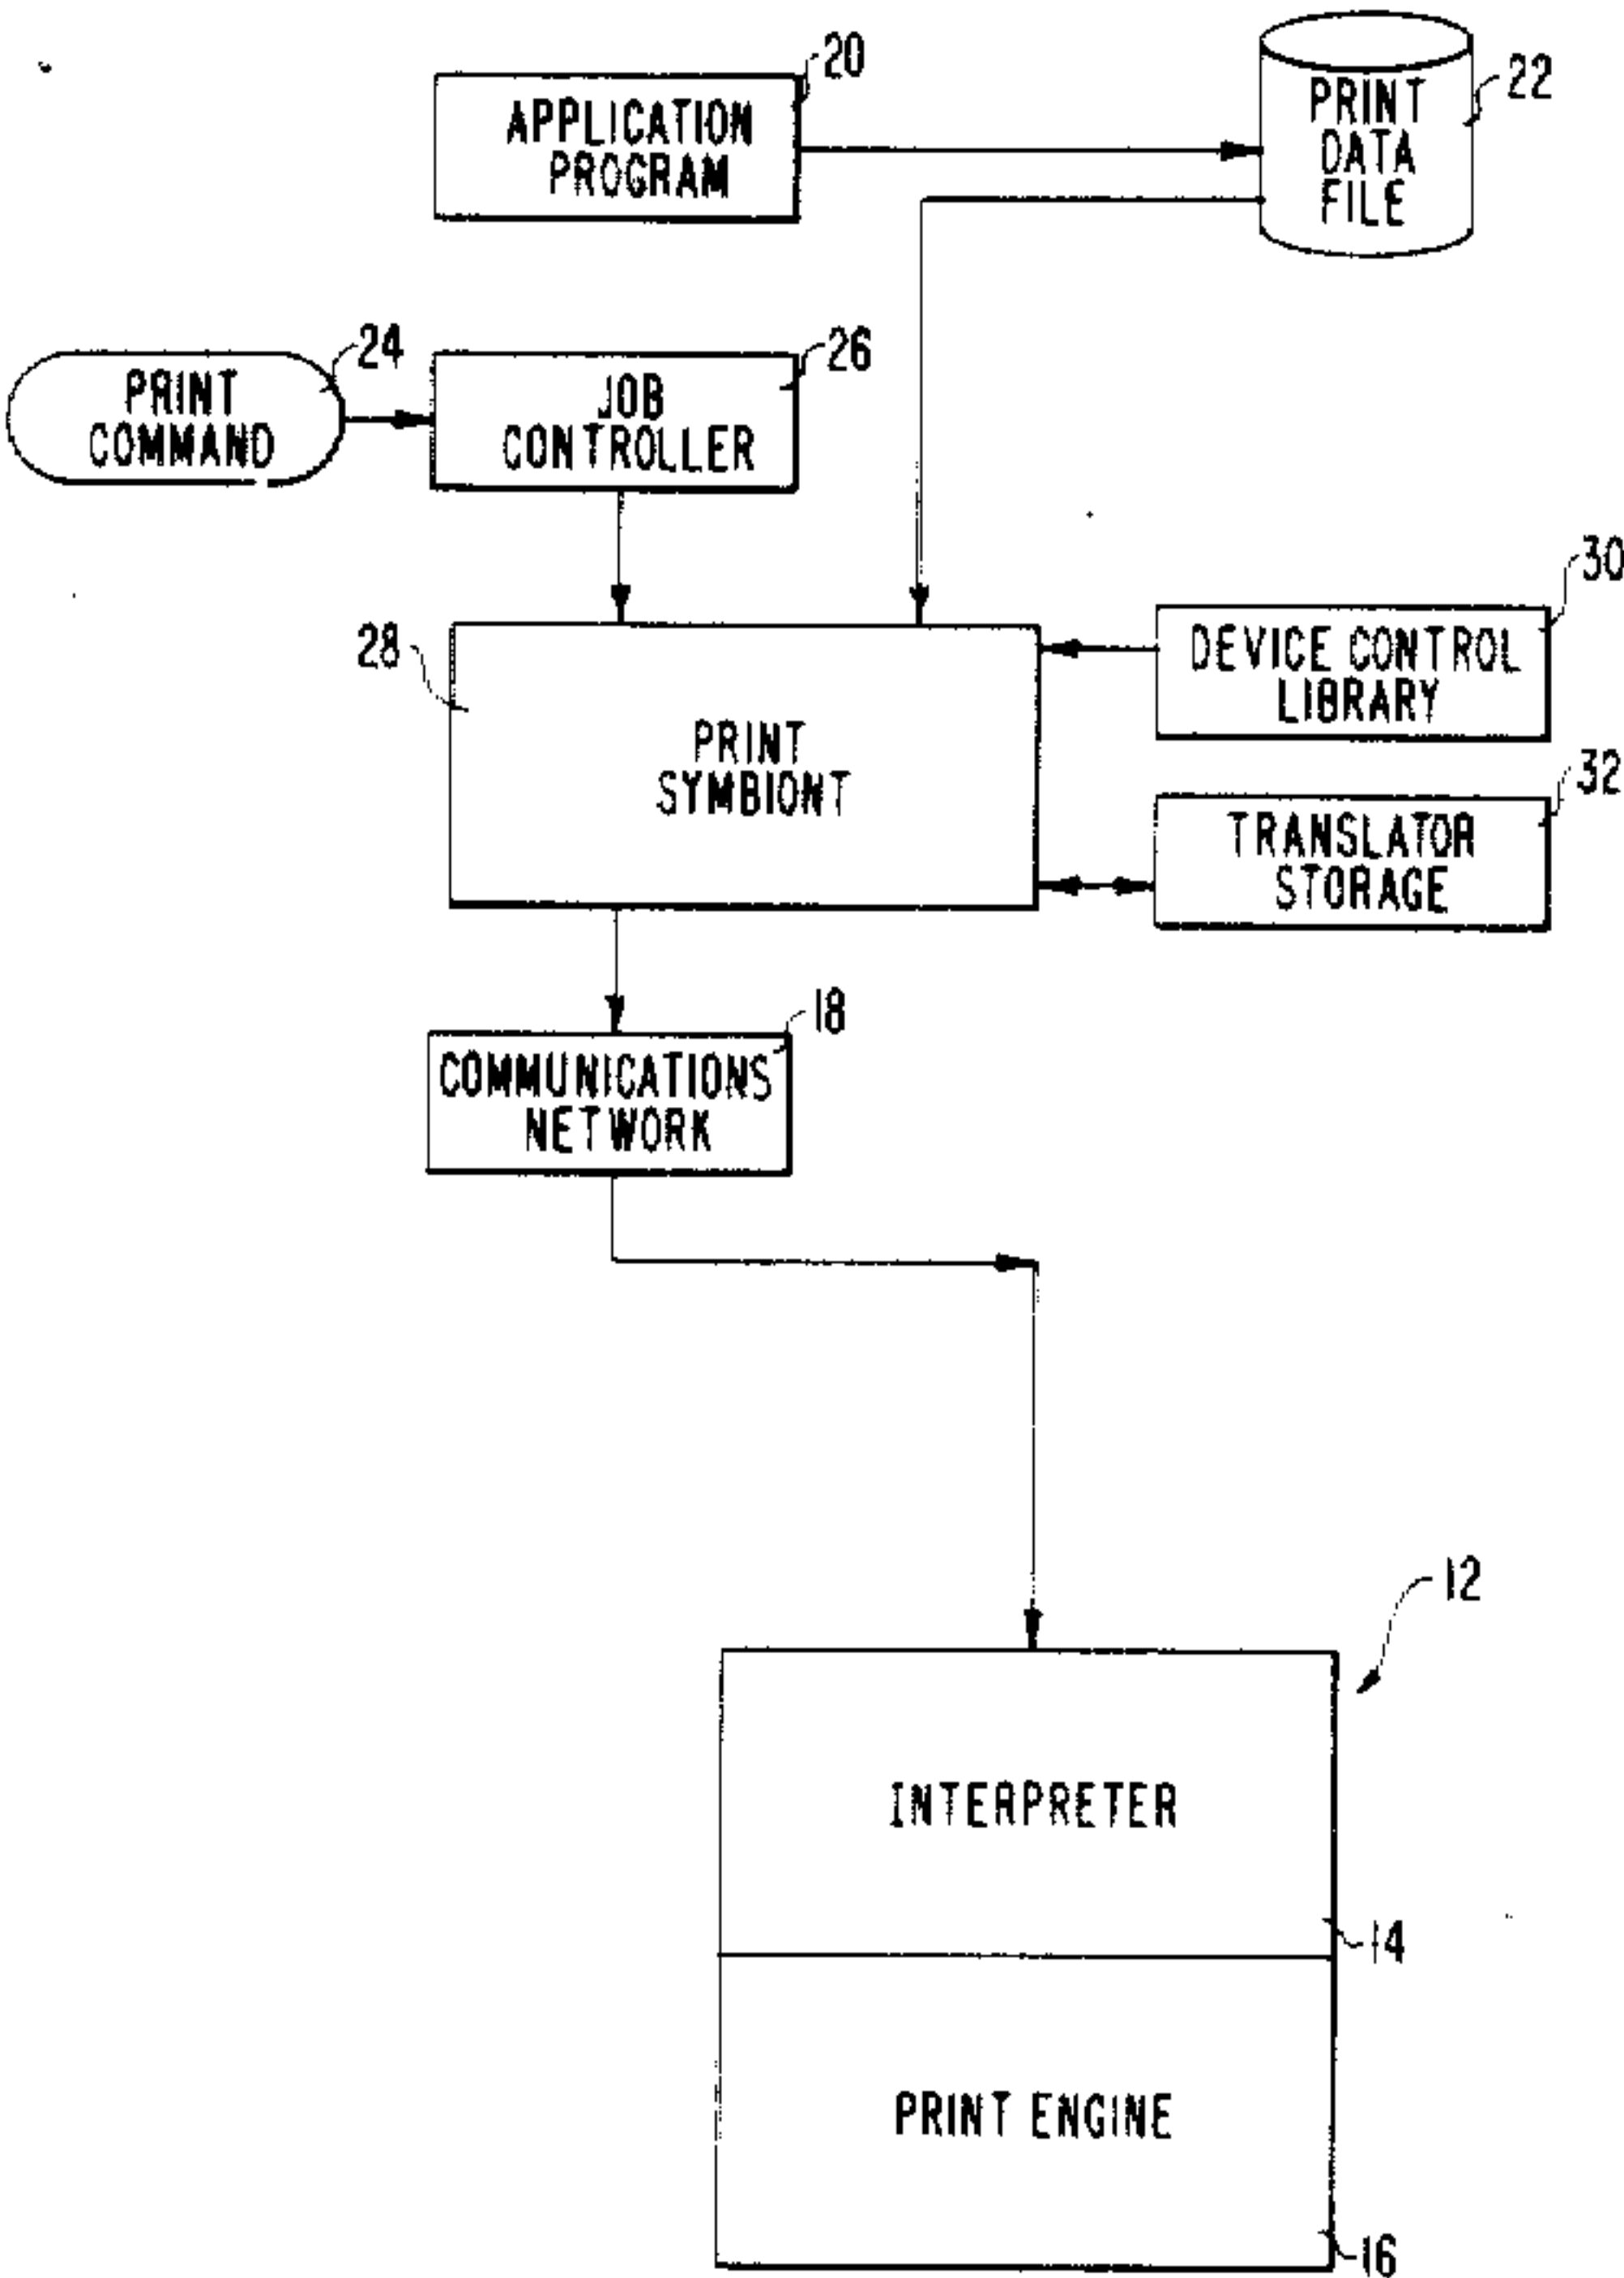 20
APPLICATION
PROGRAM
22
PRINT
DATA
FILE
24
PRINT
COMMAND
26
JOB
CONTROLLER
28
PRINT
SYMBIONT
30
DEVICE CONTROL
LIBRARY
32
TRANSLATOR
STORAGE
18
COMMUNICATIONS
NETWORK
12
INTERPRETER
14
PRINT ENGINE
16